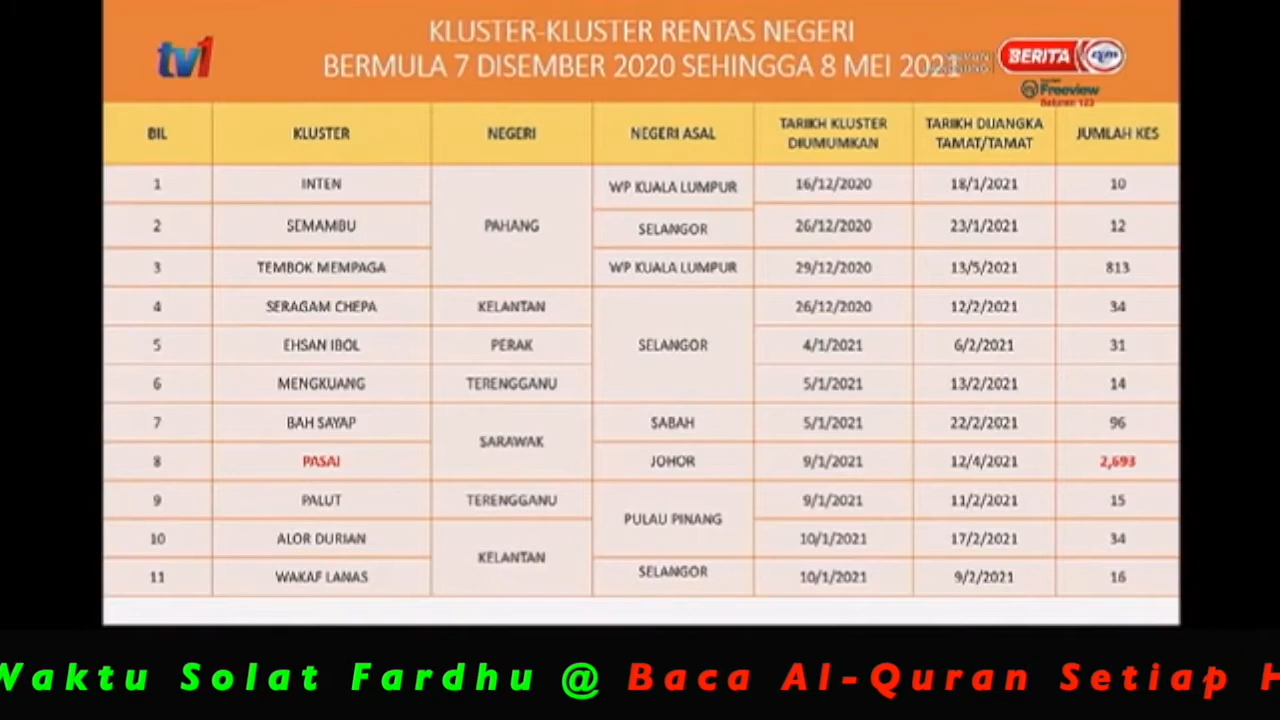 KLUSTER-KLUSTER RENTAS NEGERI
BERMULA 7 DISEMBER 2020 SEHINGGA 8 MEI 2021
tv1
BERITA rtm
Freeview
Saluran 123
BIL KLUSTER NEGERI NEGERI ASAL TARIKH KLUSTER DIUMUMKAN TARIKH DIJANGKA TAMAT/TAMAT JUMLAH KES
1 INTEN PAHANG WP KUALA LUMPUR 16/12/2020 18/1/2021 10
2 SEMAMBU SELANGOR 26/12/2020 23/1/2021 12
3 TEMBOK MEMPAGA WP KUALA LUMPUR 29/12/2020 13/5/2021 813
4 SERAGAM CHEPA KELANTAN SELANGOR 26/12/2020 12/2/2021 34
5 EHSAN IBOL PERAK 4/1/2021 6/2/2021 31
6 MENGKUANG TERENGGANU 5/1/2021 13/2/2021 14
7 BAH SAYAP SARAWAK SABAH 5/1/2021 22/2/2021 96
8 PASAI JOHOR 9/1/2021 12/4/2021 2,693
9 PALUT TERENGGANU PULAU PINANG 9/1/2021 11/2/2021 15
10 ALOR DURIAN KELANTAN 10/1/2021 17/2/2021 34
11 WAKAF LANAS SELANGOR 10/1/2021 9/2/2021 16
Waktu Solat Fardhu @ Baca Al-Quran Setiap H